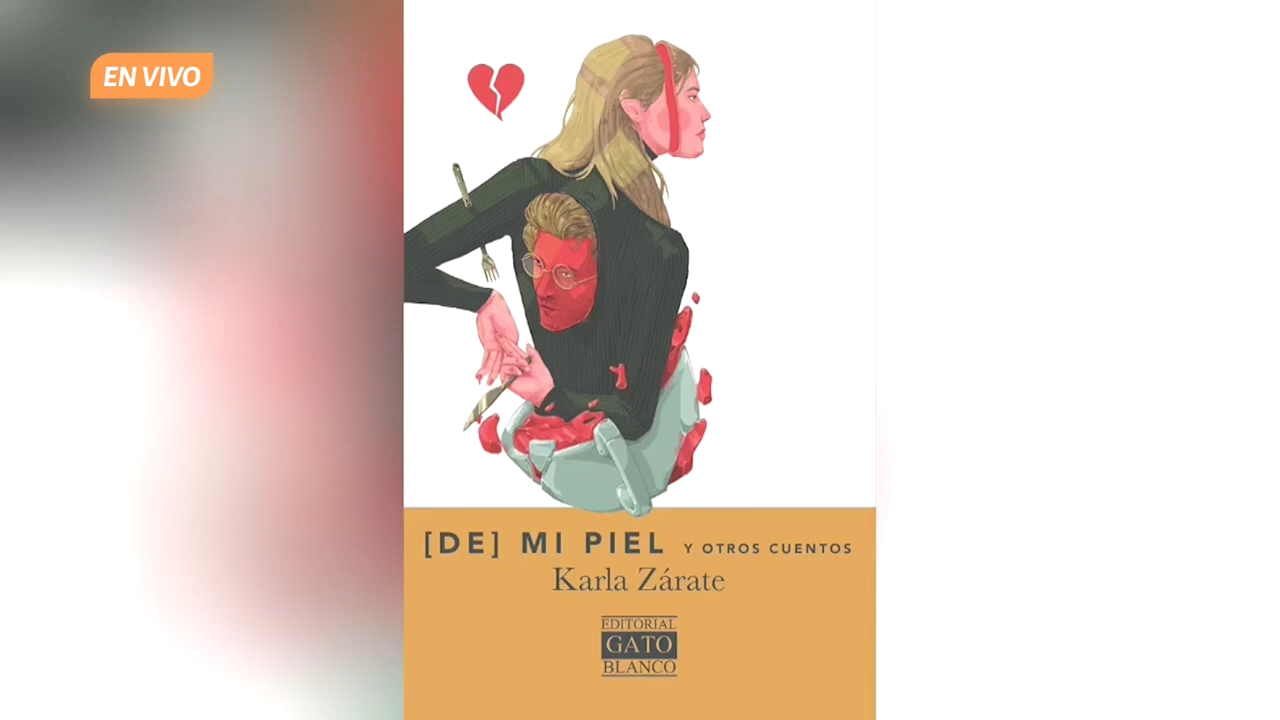 EN VIVO
[DE] MI PIEL Y OTROS CUENTOS
Karla Zárate
EDITORIAL
GATO
BLANCO